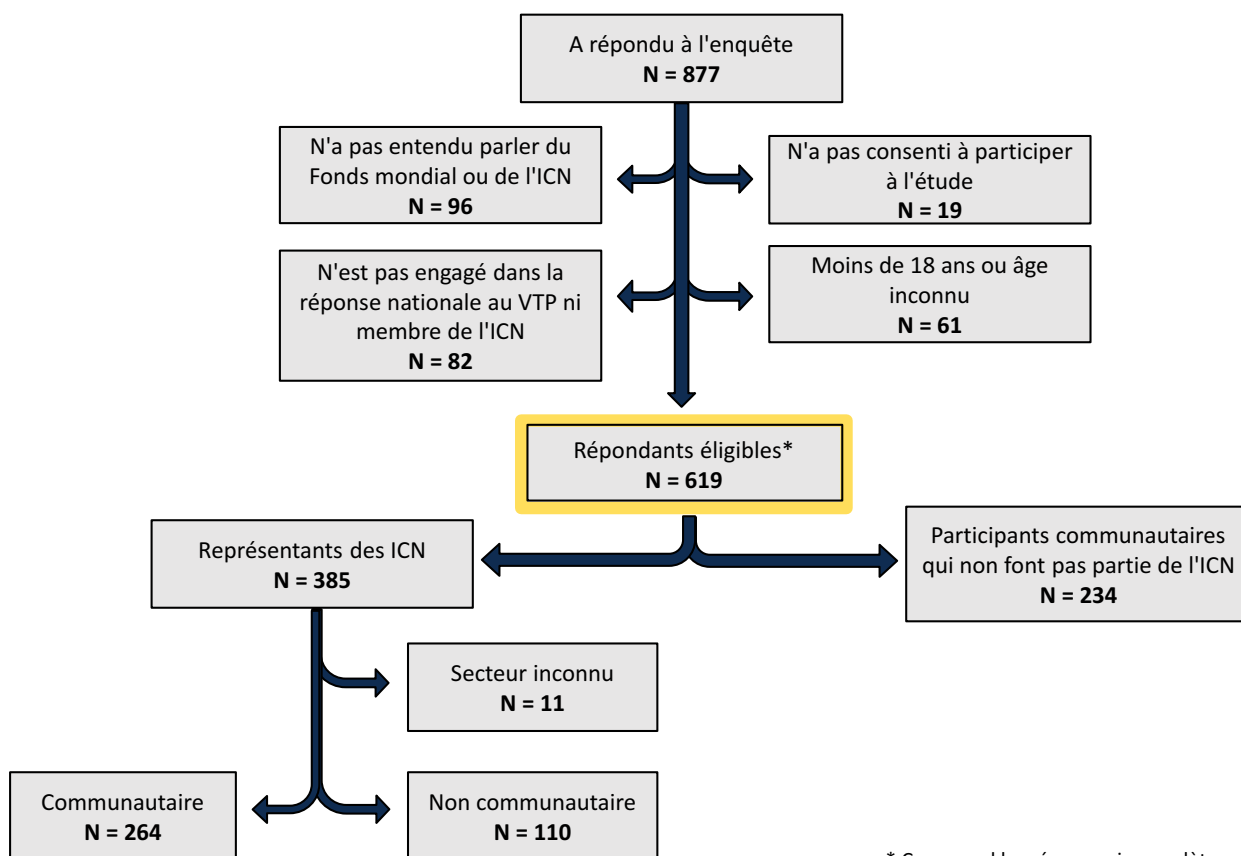 A répondu à l'enquête
N = 877
N'a pas entendu parler du
Fonds mondial ou de l'ICN
N = 96
N'a pas consenti à participer
à l'étude
N = 19
N'est pas engagé dans la
réponse nationale au VTP ni
membre de l'ICN
N = 82
Moins de 18 ans ou âge
inconnu
N = 61
Répondants éligibles*
N = 619
Représentants des ICN
N = 385
Participants communautaires
qui non font pas partie de l'ICN
N = 234
Secteur inconnu
N = 11
Communautaire
N = 264
Non communautaire
N = 110
*